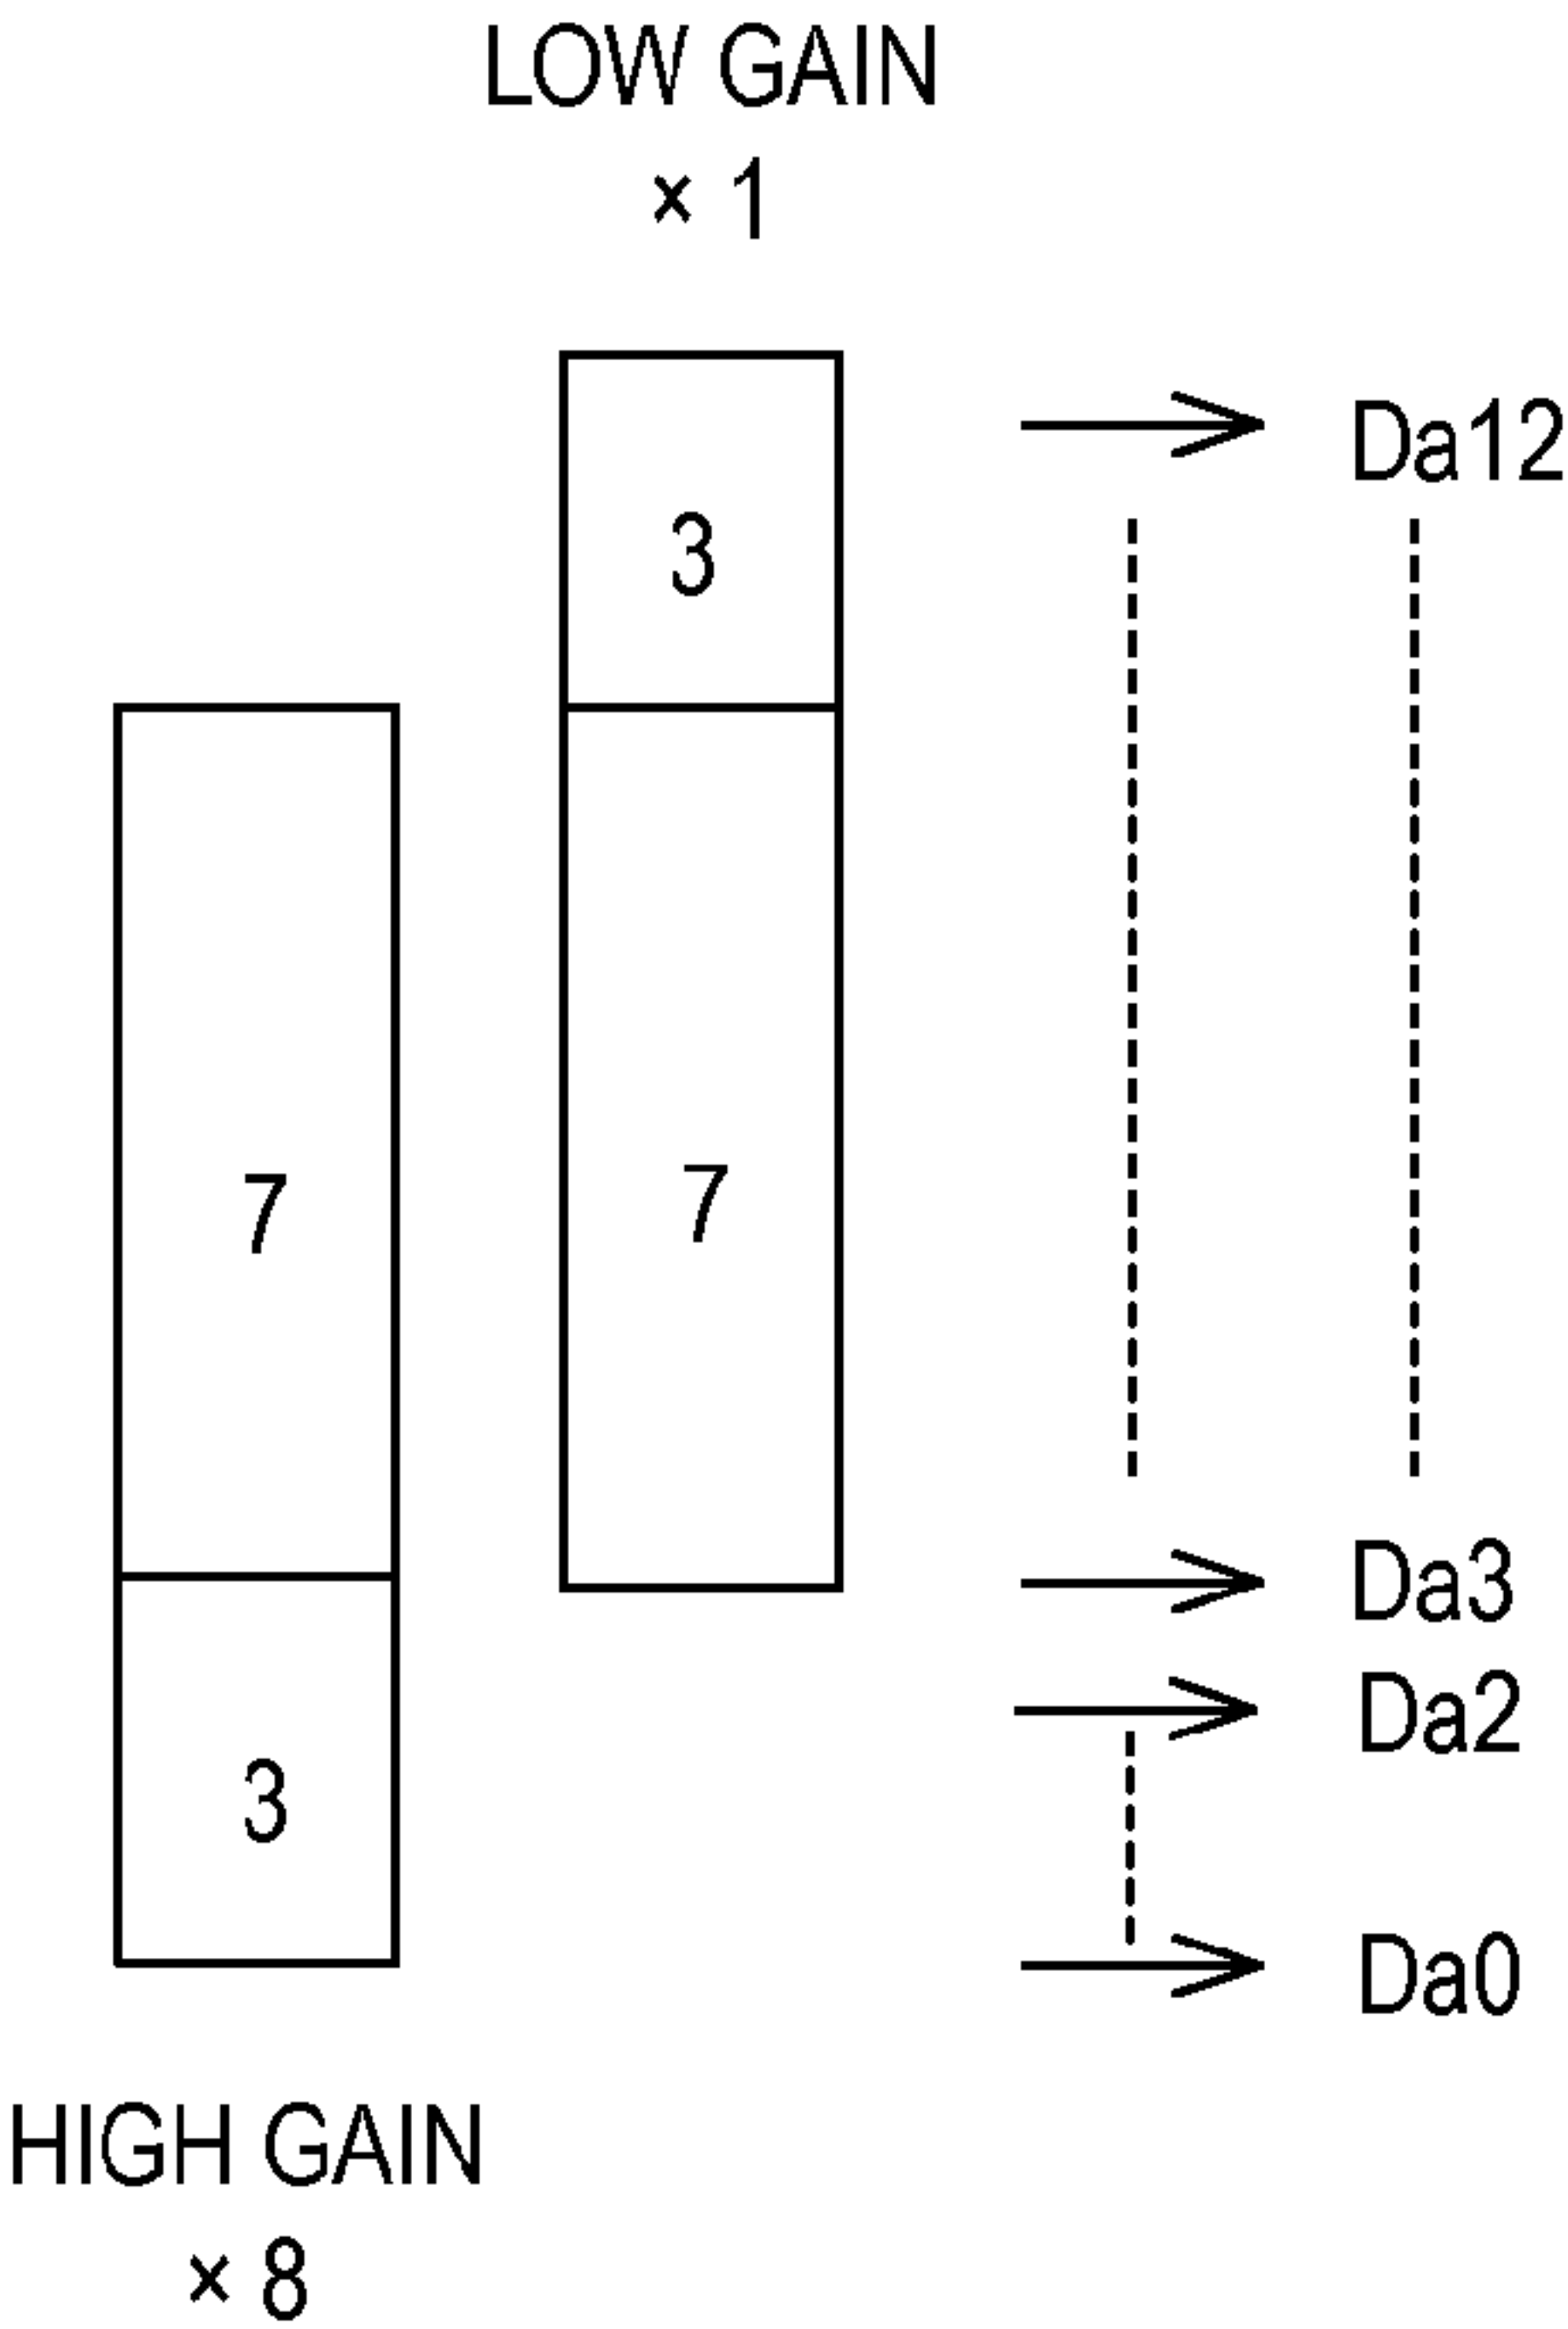 LOW GAIN
× 1
3
Da12
7
7
Da3
Da2
3
Da0
HIGH GAIN
× 8